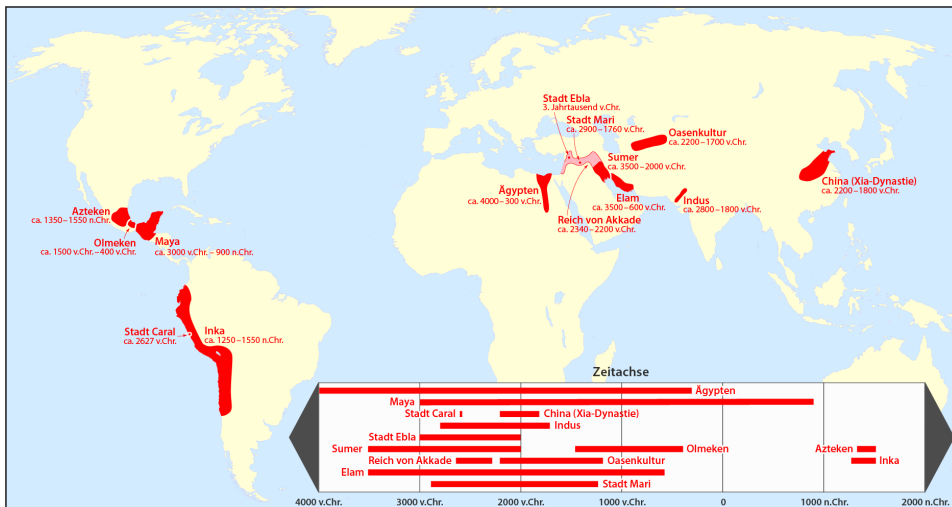 Stadt Ebla
3. Jahrtausend v.Chr.
Stadt Mari
ca. 2900–1760 v.Chr.
Oasenkultur
ca. 2200–1700 v.Chr.
Sumer
ca. 3500–2000 v.Chr.
China (Xia-Dynastie)
ca. 2200–1800 v.Chr.
Ägypten
ca. 4000–300 v.Chr.
Elam
ca. 3500–600 v.Chr.
Indus
ca. 2800–1800 v.Chr.
Reich von Akkade
ca. 2340–2200 v.Chr.
Azteken
ca. 1350–1550 n.Chr.
Olmeken
ca. 1500 v.Chr.–400 v.Chr.
Maya
ca. 3000 v.Chr.–900 n.Chr.
Stadt Caral
ca. 2627 v.Chr.
Inka
ca. 1250–1550 n.Chr.
Zeitachse
Ägypten
Maya
Stadt Caral China (Xia-Dynastie)
Indus
Stadt Ebla
Sumer Olmeken Azteken
Reich von Akkade Oasenkultur Inka
Elam
Stadt Mari
4000 v.Chr. 3000 v.Chr. 2000 v.Chr. 1000 v.Chr. 0 1000 n.Chr. 2000 n.Chr.